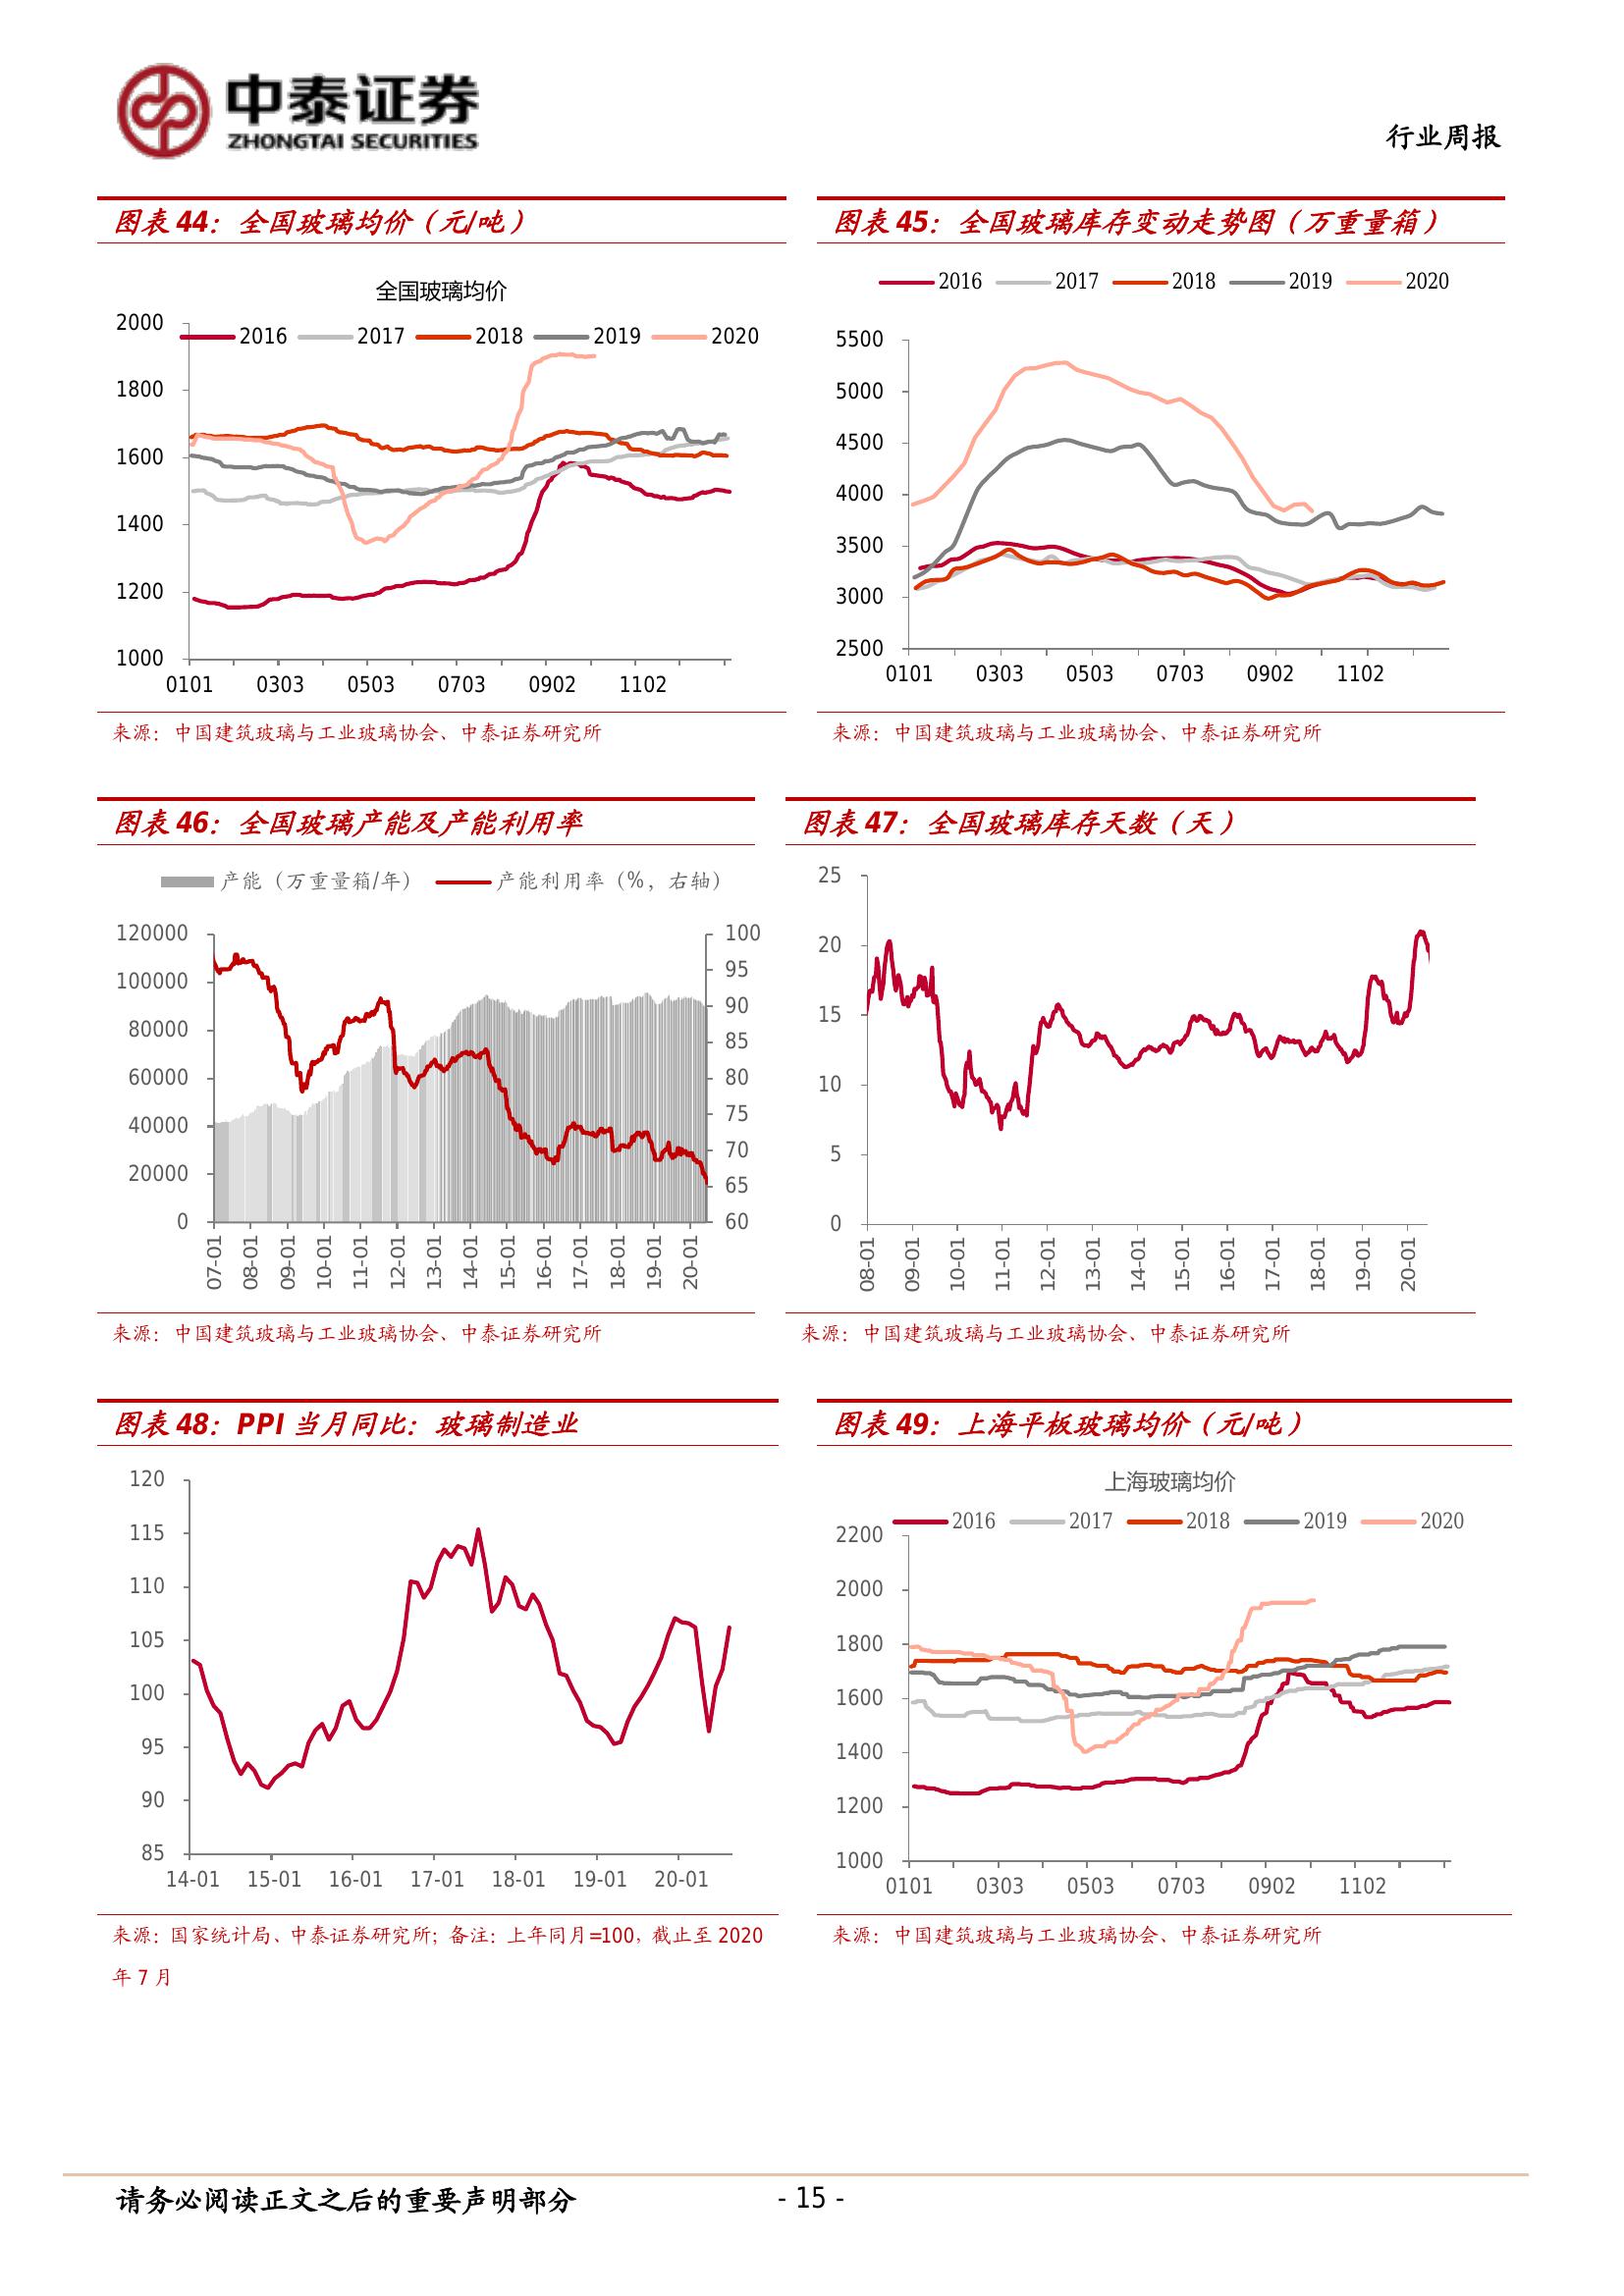 中泰证券
ZHONGTAI SECURITIES
行业周报
图表 44：全国玻璃均价（元/吨）
全国玻璃均价
2016 2017 2018 2019 2020
2000
1800
1600
1400
1200
1000
0101 0303 0503 0703 0902 1102
来源：中国建筑玻璃与工业玻璃协会、中泰证券研究所
图表 45：全国玻璃库存变动走势图（万重量箱）
2016 2017 2018 2019 2020
5500
5000
4500
4000
3500
3000
2500
0101 0303 0503 0703 0902 1102
来源：中国建筑玻璃与工业玻璃协会、中泰证券研究所
图表 46：全国玻璃产能及产能利用率
产能（万重量箱/年） 产能利用率（%，右轴）
120000 100
100000 95
80000 90
60000 85
40000 80
20000 75
0 70
65
60
07-01 08-01 09-01 10-01 11-01 12-01 13-01 14-01 15-01 16-01 17-01 18-01 19-01 20-01
来源：中国建筑玻璃与工业玻璃协会、中泰证券研究所
图表 47：全国玻璃库存天数（天）
25
20
15
10
5
0
08-01 09-01 10-01 11-01 12-01 13-01 14-01 15-01 16-01 17-01 18-01 19-01 20-01
来源：中国建筑玻璃与工业玻璃协会、中泰证券研究所
图表 48：PPI 当月同比：玻璃制造业
120
115
110
105
100
95
90
85
14-01 15-01 16-01 17-01 18-01 19-01 20-01
来源：国家统计局、中泰证券研究所；备注：上年同月=100，截止至 2020
年 7 月
图表 49：上海平板玻璃均价（元/吨）
上海玻璃均价
2016 2017 2018 2019 2020
2200
2000
1800
1600
1400
1200
1000
0101 0303 0503 0703 0902 1102
来源：中国建筑玻璃与工业玻璃协会、中泰证券研究所
请务必阅读正文之后的重要声明部分
- 15 -